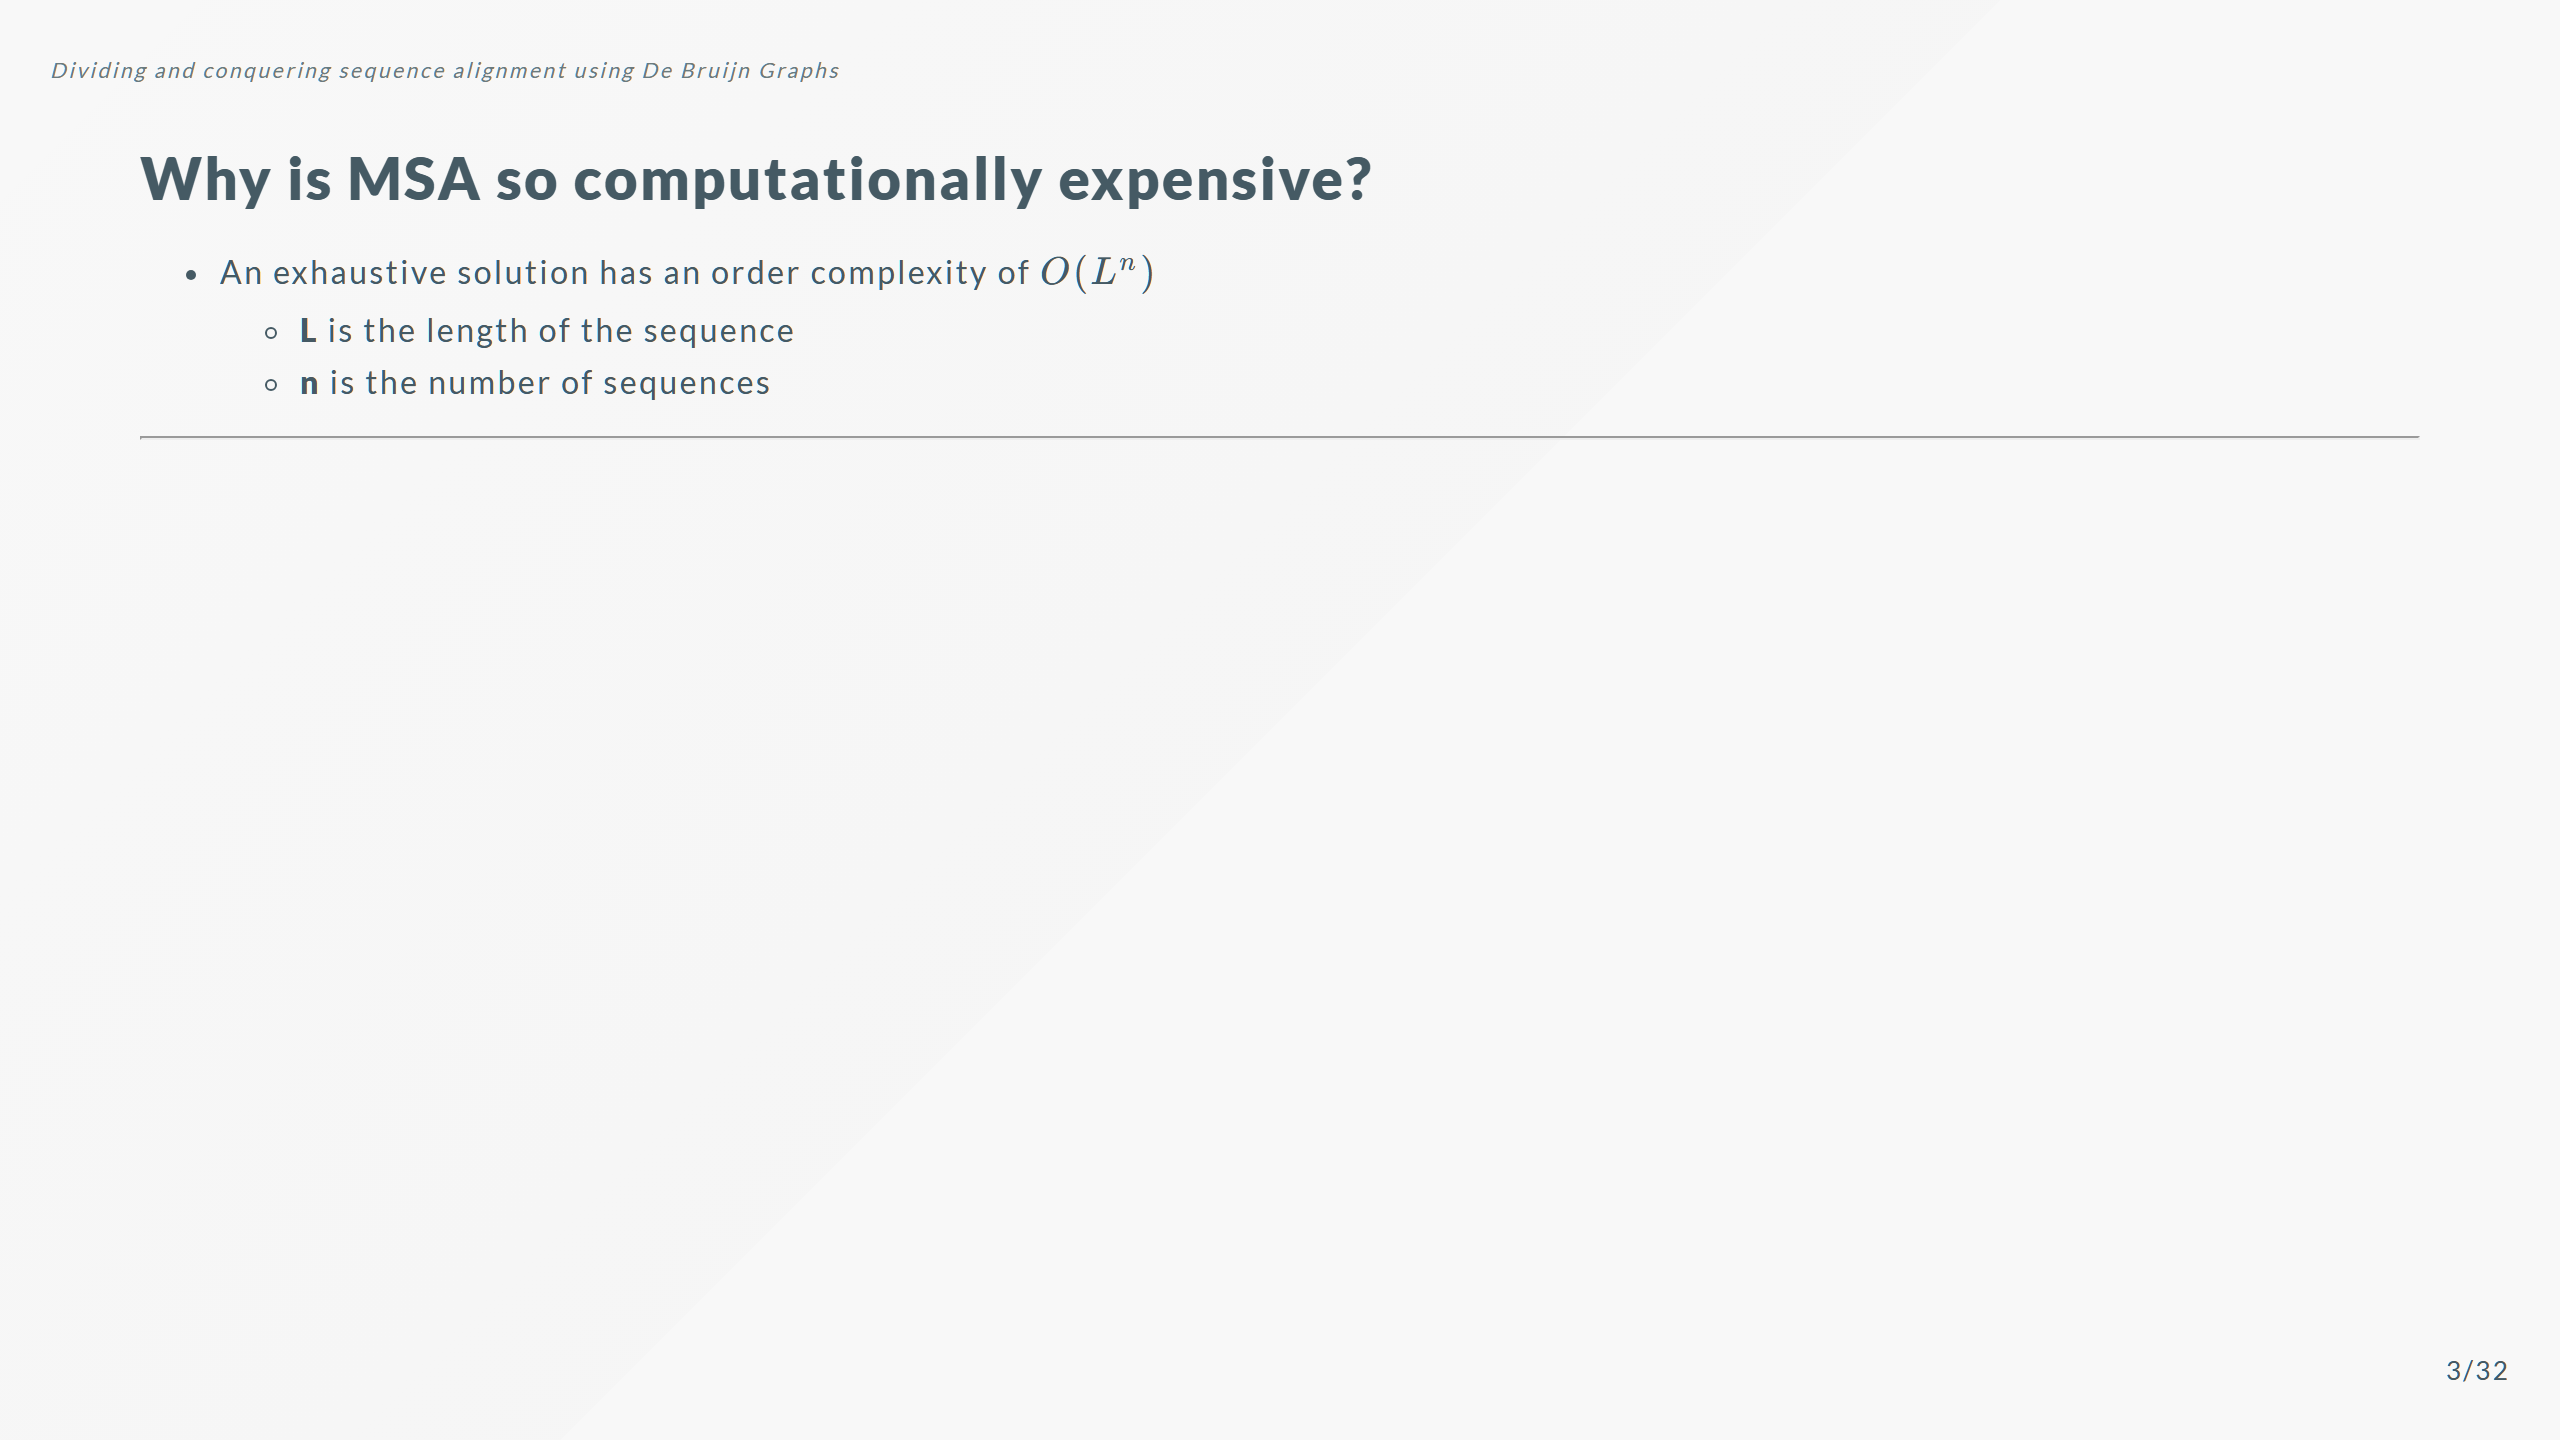 Dividing and conquering sequence alignment using De Bruijn Graphs
Why is MSA so computationally expensive?
• An exhaustive solution has an order complexity of $O(L^n)$
◦ L is the length of the sequence
◦ n is the number of sequences
3/32